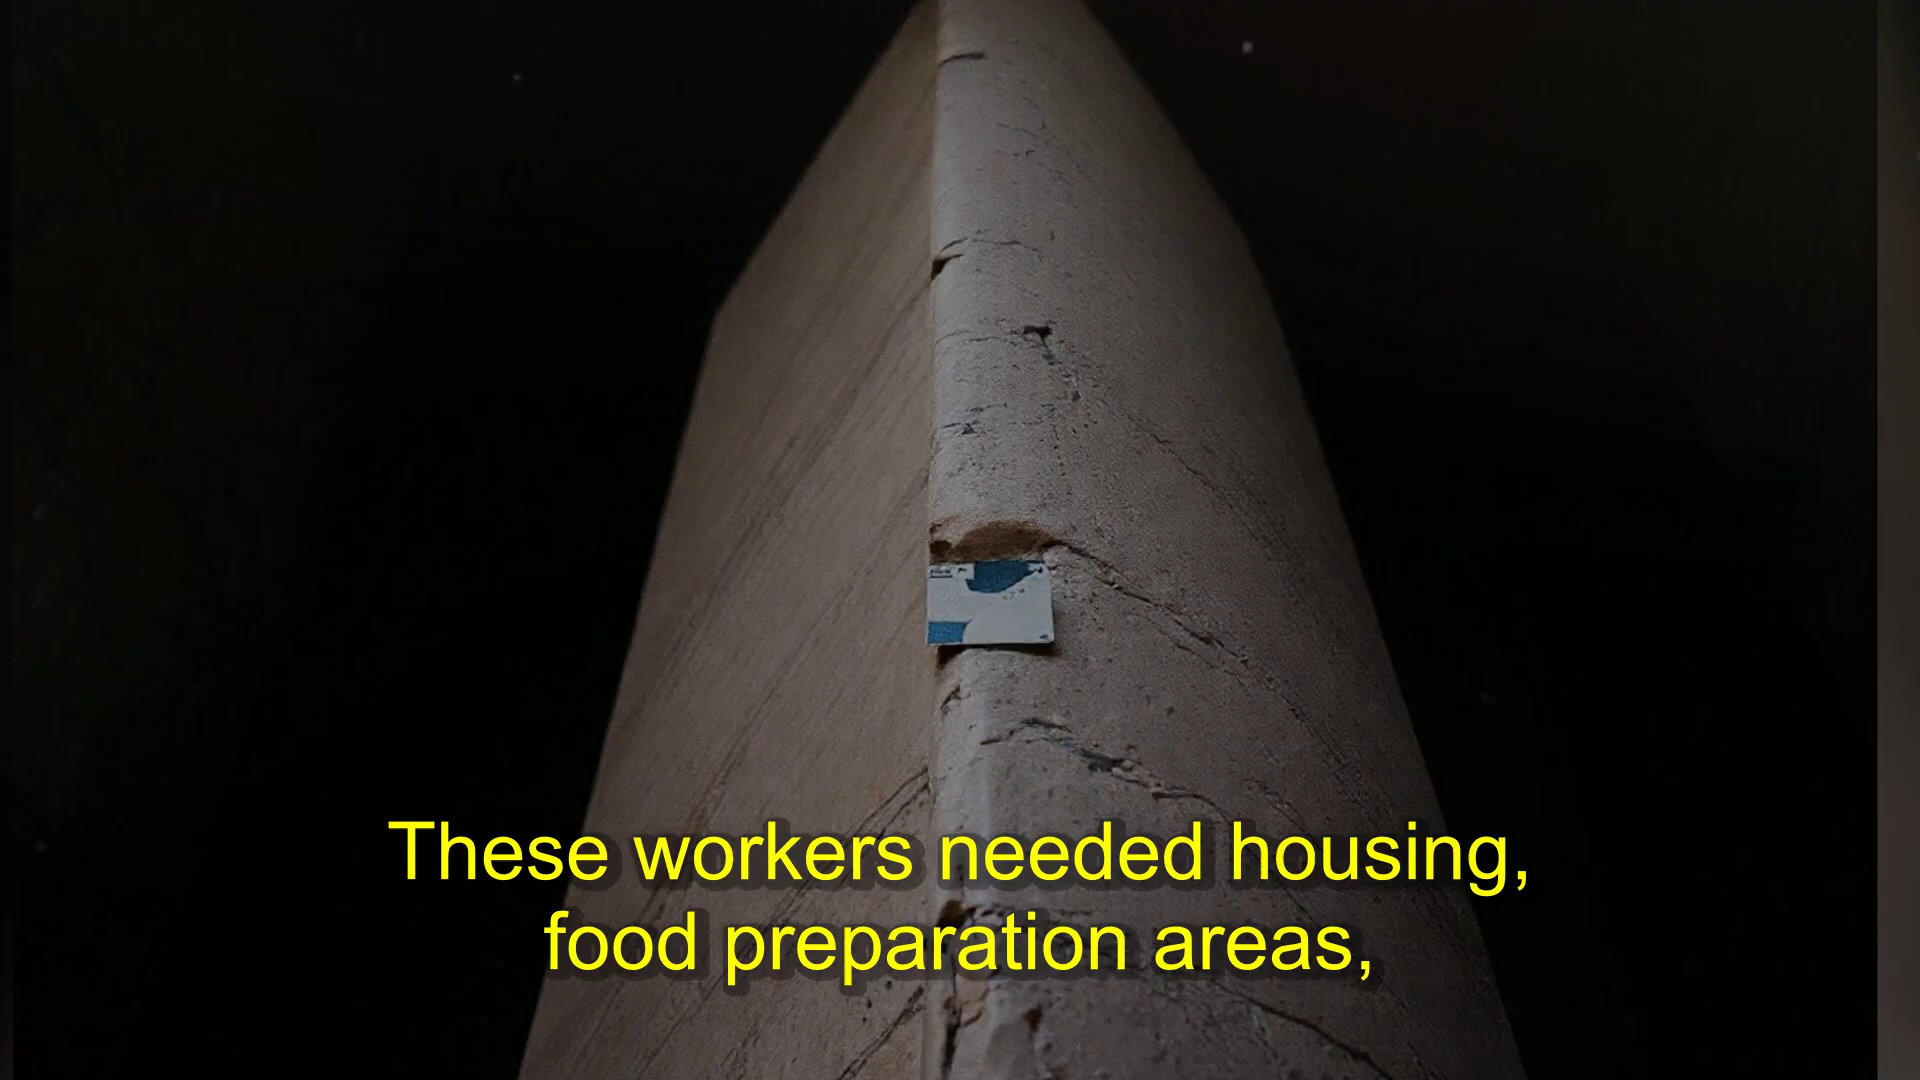 These workers needed housing,
food preparation areas,